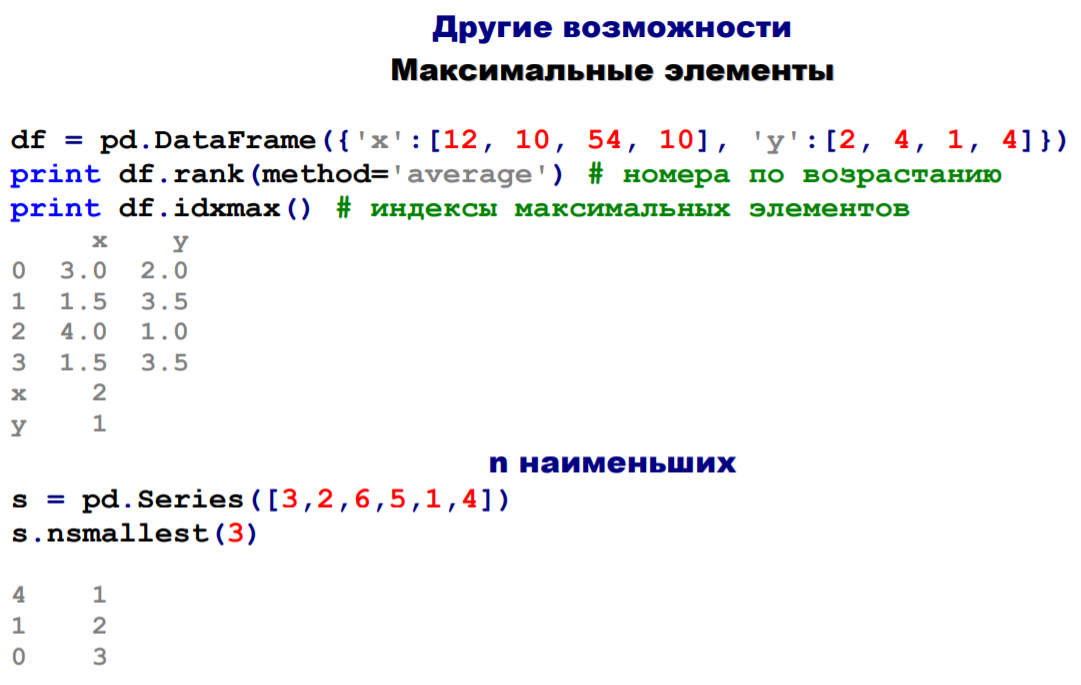 Другие возможности
Максимальные элементы
df = pd.DataFrame({'x':[12, 10, 54, 10], 'y':[2, 4, 1, 4]})
print df.rank(method='average') # номера по возрастанию
print df.idxmax() # индексы максимальных элементов
x y
0 3.0 2.0
1 1.5 3.5
2 4.0 1.0
3 1.5 3.5
x 2
y 1
n наименьших
s = pd.Series([3,2,6,5,1,4])
s.nsmallest(3)
4 1
1 2
0 3